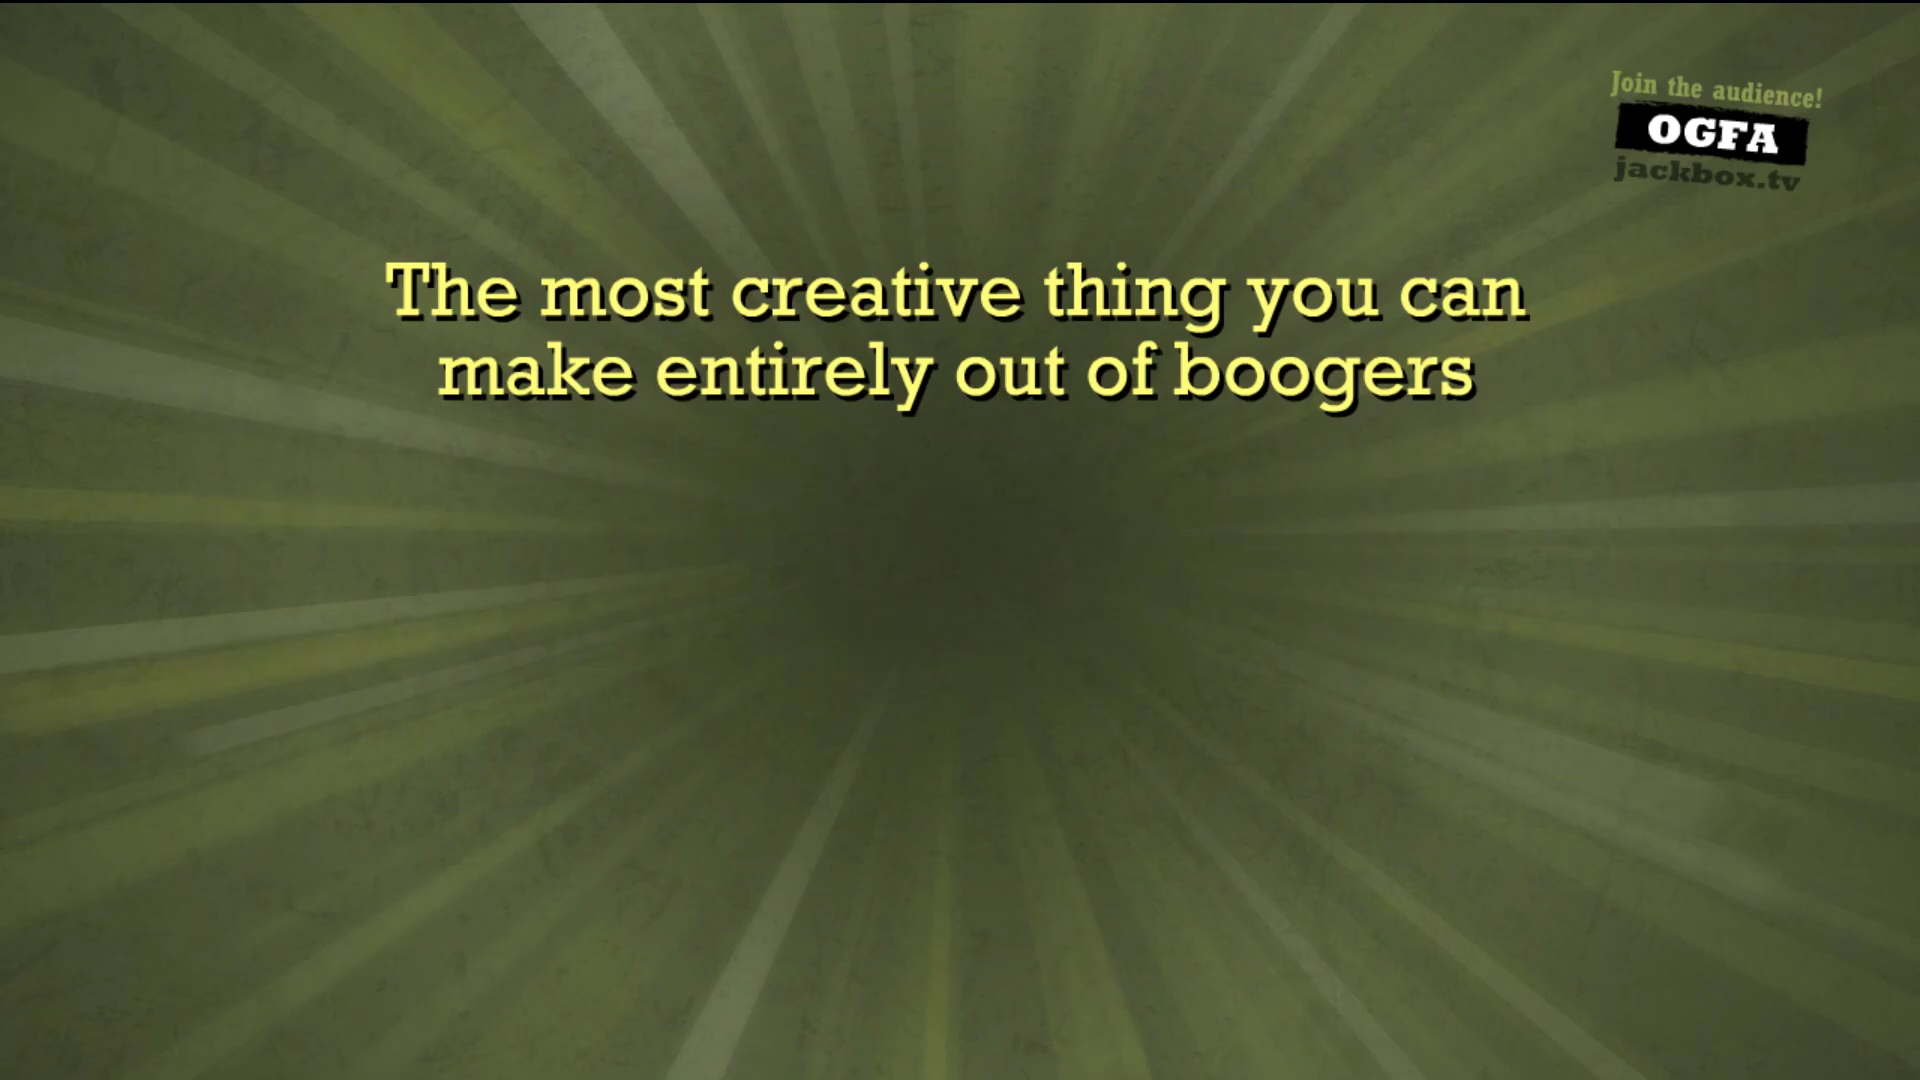 Join the audience!
OGFA
jackbox.tv
The most creative thing you can
make entirely out of boogers